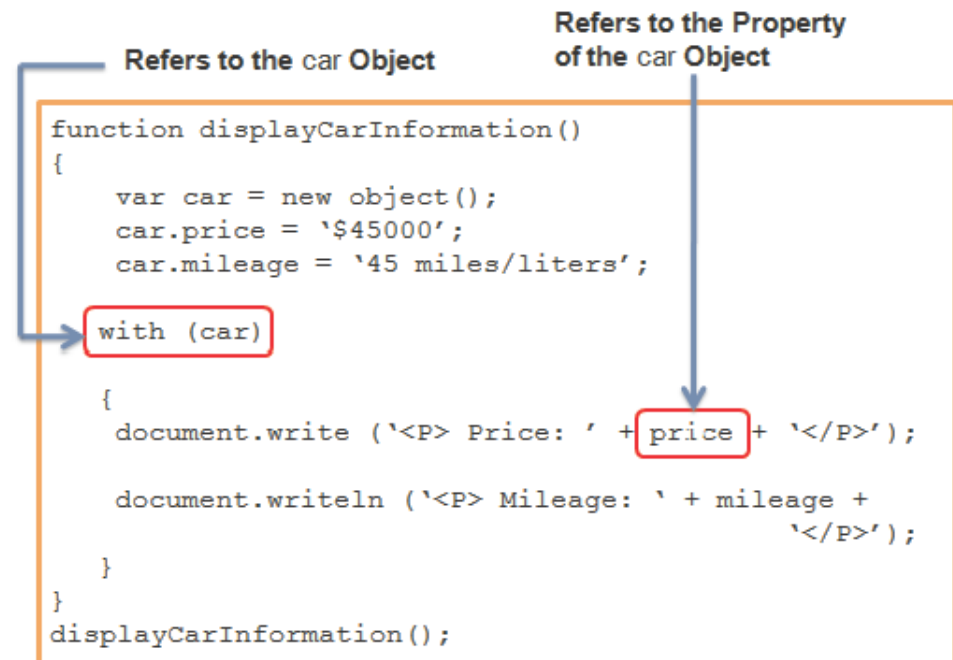 Refers to the Property
Refers to the car Object
of the car Object
function displayCarInformation()
{
var car = new object();
car.price = ‘$45000’;
car.mileage = ‘45 miles/liters’;
with (car)
{
document.write (‘<P> Price: ’ + price + ‘</P>’);
document.writeln (‘<P> Mileage: ‘ + mileage +
‘</P>’);
}
}
displayCarInformation();